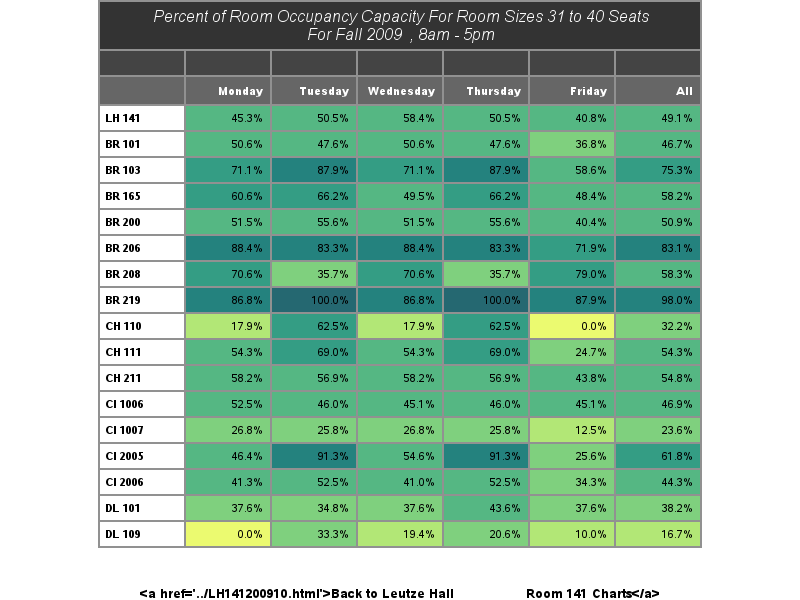 Percent of Room Occupancy Capacity For Room Sizes 31 to 40 Seats
For Fall 2009 , 8am - 5pm
Monday Tuesday Wednesday Thursday Friday All
LH 141 45.3% 50.5% 58.4% 50.5% 40.8% 49.1%
BR 101 50.6% 47.6% 50.6% 47.6% 36.8% 46.7%
BR 103 71.1% 87.9% 71.1% 87.9% 58.6% 75.3%
BR 165 60.6% 66.2% 49.5% 66.2% 48.4% 58.2%
BR 200 51.5% 55.6% 51.5% 55.6% 40.4% 50.9%
BR 206 88.4% 83.3% 88.4% 83.3% 71.9% 83.1%
BR 208 70.6% 35.7% 70.6% 35.7% 79.0% 58.3%
BR 219 86.8% 100.0% 86.8% 100.0% 87.9% 98.0%
CH 110 17.9% 62.5% 17.9% 62.5% 0.0% 32.2%
CH 111 54.3% 69.0% 54.3% 69.0% 24.7% 54.3%
CH 211 58.2% 56.9% 58.2% 56.9% 43.8% 54.8%
CI 1006 52.5% 46.0% 45.1% 46.0% 45.1% 46.9%
CI 1007 26.8% 25.8% 26.8% 25.8% 12.5% 23.6%
CI 2005 46.4% 91.3% 54.6% 91.3% 25.6% 61.8%
CI 2006 41.3% 52.5% 41.0% 52.5% 34.3% 44.3%
DL 101 37.6% 34.8% 37.6% 43.6% 37.6% 38.2%
DL 109 0.0% 33.3% 19.4% 20.6% 10.0% 16.7%
<a href='../LH141200910.html'>Back to Leutze Hall Room 141 Charts</a>